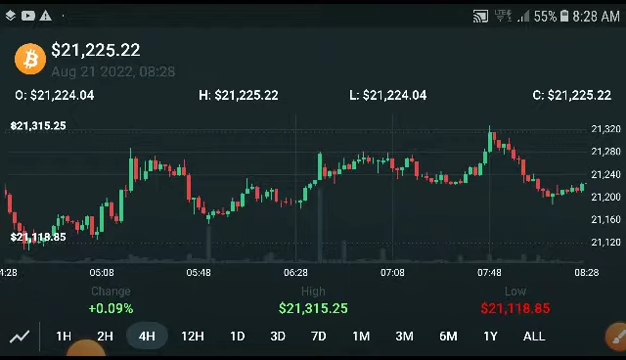 LTE 55% 8:28 AM
$21,225.22
Aug 21 2022, 08:28
O: $21,224.04 H: $21,225.22 L: $21,224.04 C: $21,225.22
$21,315.25
21,320
21,280
21,240
21,200
21,160
$21,118.85
21,120
4:28 05:08 05:48 06:28 07:08 07:48 08:28
Change High Low
+0.09% $21,315.25 $21,118.85
1H 2H 4H 12H 1D 3D 7D 1M 3M 6M 1Y ALL